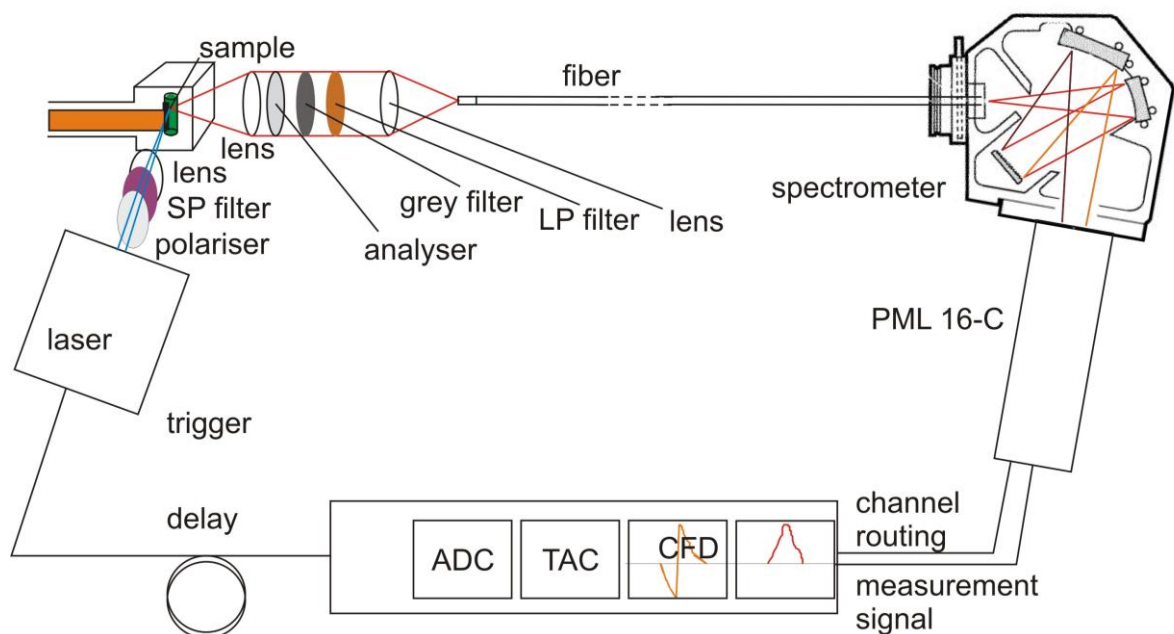 sample
fiber
lens
lens
SP filter
polariser
grey filter
LP filter
lens
analyser
spectrometer
laser
PML 16-C
trigger
delay
channel
routing
ADC
TAC
CFD
measurement
signal